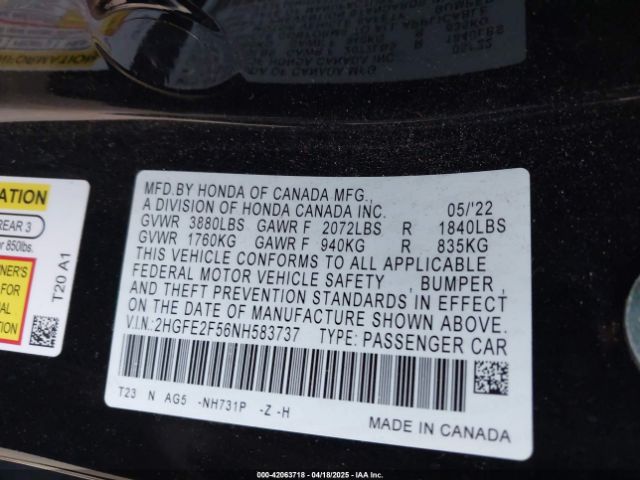 MFD.BY HONDA OF CANADA MFG.,
A DIVISION OF HONDA CANADA INC. 05/'22
GVWR 3880LBS GAWR F 2072LBS R 1840LBS
GVWR 1760KG GAWR F 940KG R 835KG
THIS VEHICLE CONFORMS TO ALL APPLICABLE
FEDERAL MOTOR VEHICLE SAFETY , BUMPER ,
AND THEFT PREVENTION STANDARDS IN EFFECT
ON THE DATE OF MANUFACTURE SHOWN ABOVE.
V.I.N.:2HGFE2F56NH583737 TYPE: PASSENGER CAR
T23 N AG5 -NH731P -Z -H
MADE IN CANADA
REAR 3
850lbs.
FOR
T20 A1
000-42063718 | 04/18/2025 | IAA Inc.